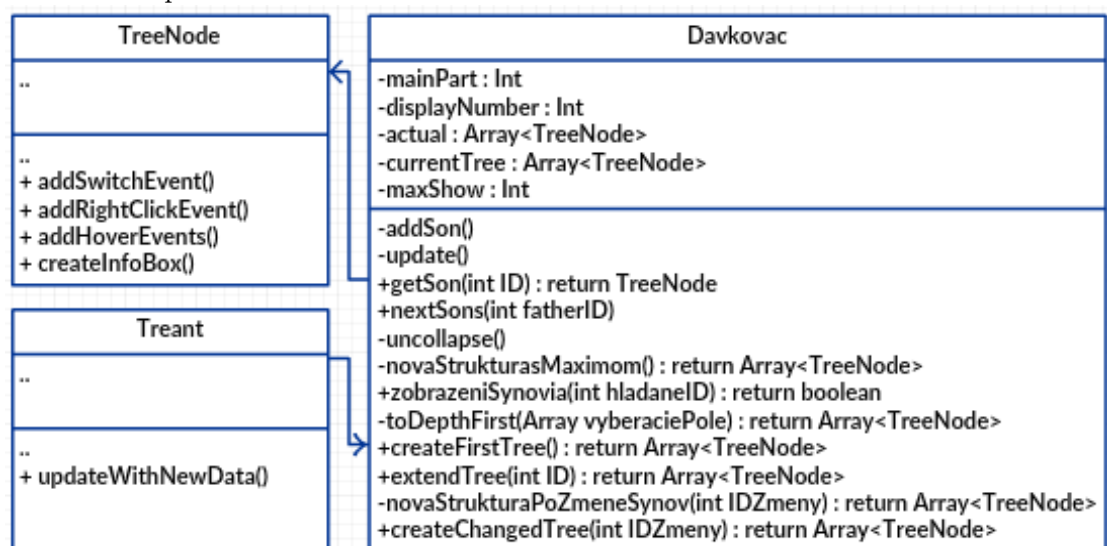 TreeNode
..
..
+ addSwitchEvent()
+ addRightClickEvent()
+ addHoverEvents()
+ createInfoBox()
Treant
..
..
+ updateWithNewData()
Davkovac
-mainPart : Int
-displayNumber : Int
-actual : Array<TreeNode>
-currentTree : Array<TreeNode>
-maxShow : Int
-addSon()
-update()
+getSon(int ID) : return TreeNode
+nextSons(int fatherID)
-uncollapse()
-novaStrukturasMaximom() : return Array<TreeNode>
+zobrazeniSynovia(int hladaneID) : return boolean
-toDepthFirst(Array vyberaciePole) : return Array<TreeNode>
+createFirstTree() : return Array<TreeNode>
+extendTree(int ID) : return Array<TreeNode>
-novaStrukturaPoZmeneSynov(int IDZmeny) : return Array<TreeNode>
+createChangedTree(int IDZmeny) : return Array<TreeNode>